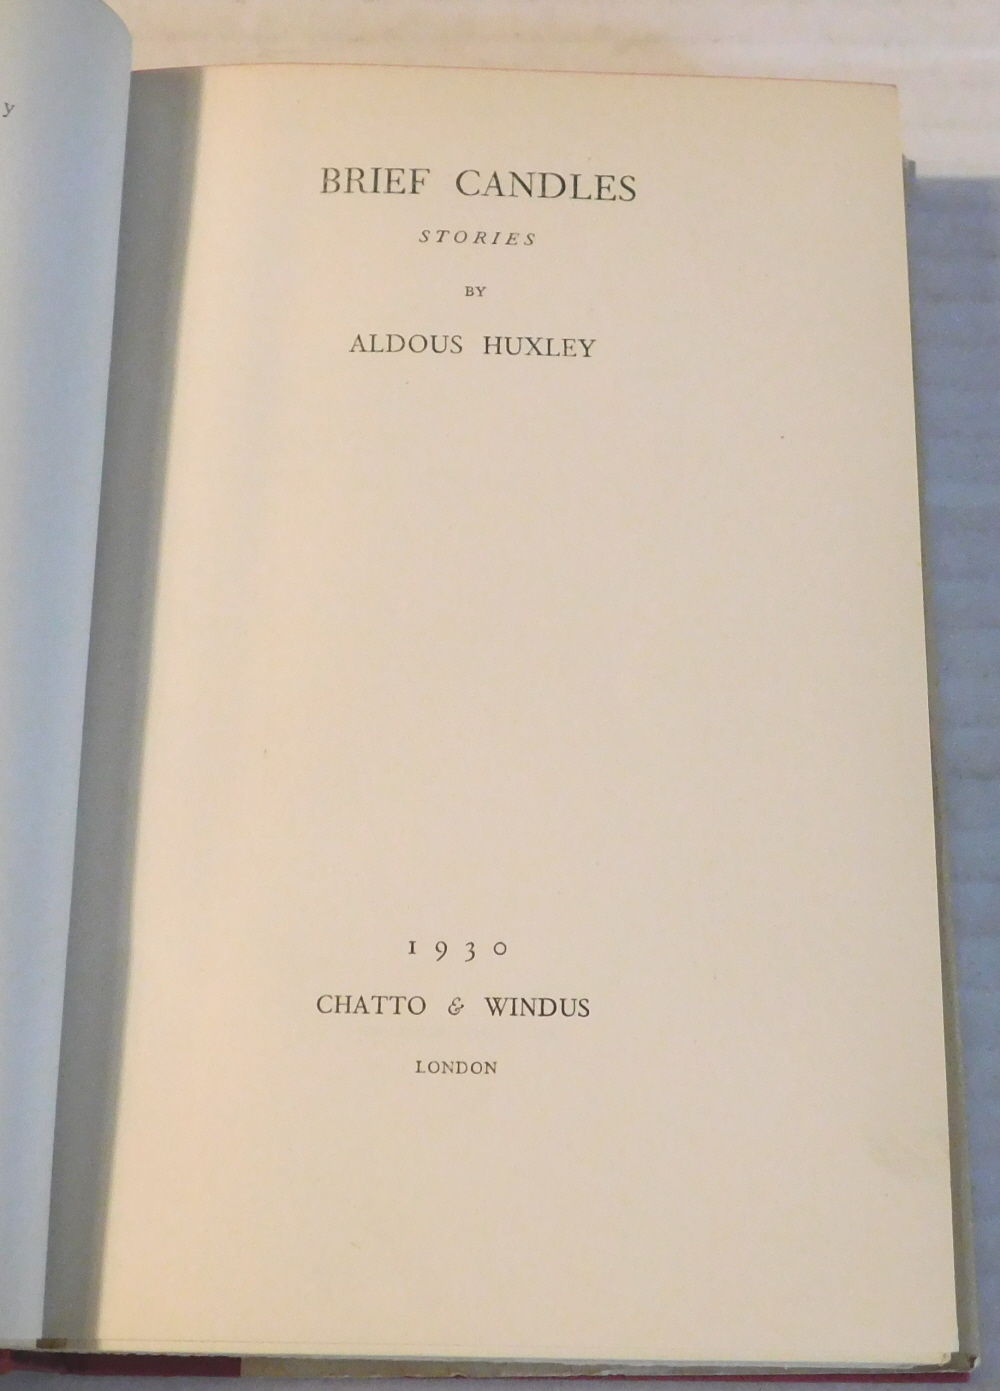 y
BRIEF CANDLES
STORIES
BY
ALDOUS HUXLEY
1930
CHATTO & WINDUS
LONDON